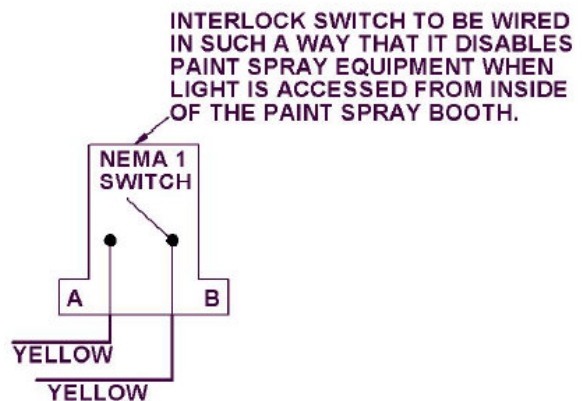 INTERLOCK SWITCH TO BE WIRED
IN SUCH A WAY THAT IT DISABLES
PAINT SPRAY EQUIPMENT WHEN
LIGHT IS ACCESSED FROM INSIDE
OF THE PAINT SPRAY BOOTH.
NEMA 1
SWITCH
A B
YELLOW
YELLOW